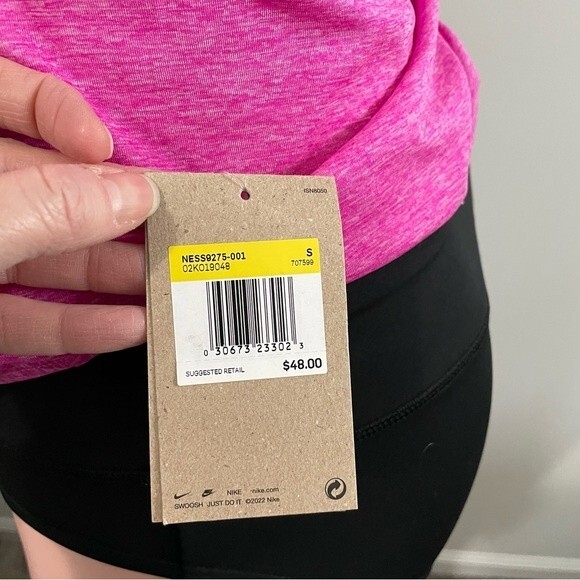 ISN8050
NESS9275-001 S
02KO19048 707599
0 30673 23302 3
SUGGESTED RETAIL $48.00
NIKE nike.com
SWOOSH JUST DO IT ©2022 Nike